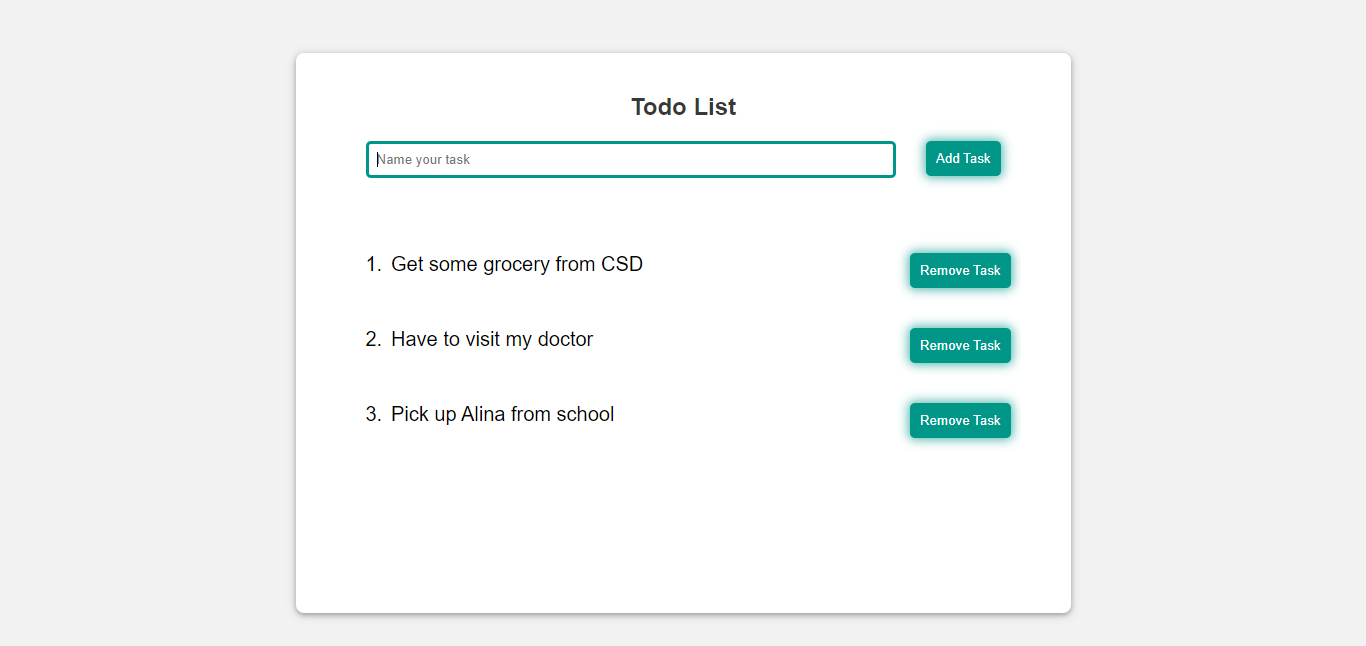 Todo List
Name your task
Add Task
1. Get some grocery from CSD
Remove Task
2. Have to visit my doctor
Remove Task
3. Pick up Alina from school
Remove Task